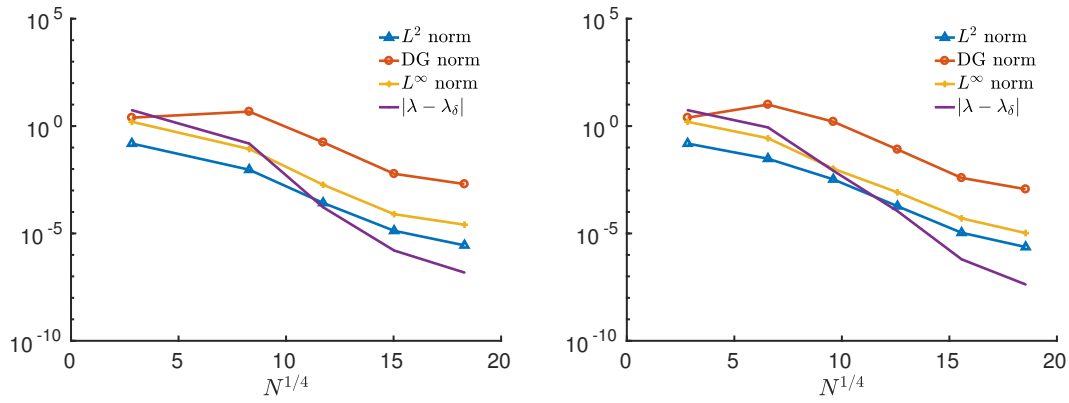 10^5
10^0
10^-5
10^-10
0 5 10 15 20
N^1/4
L^2 norm
DG norm
L^∞ norm
|λ − λ_δ|
10^5
10^0
10^-5
10^-10
0 5 10 15 20
N^1/4
L^2 norm
DG norm
L^∞ norm
|λ − λ_δ|